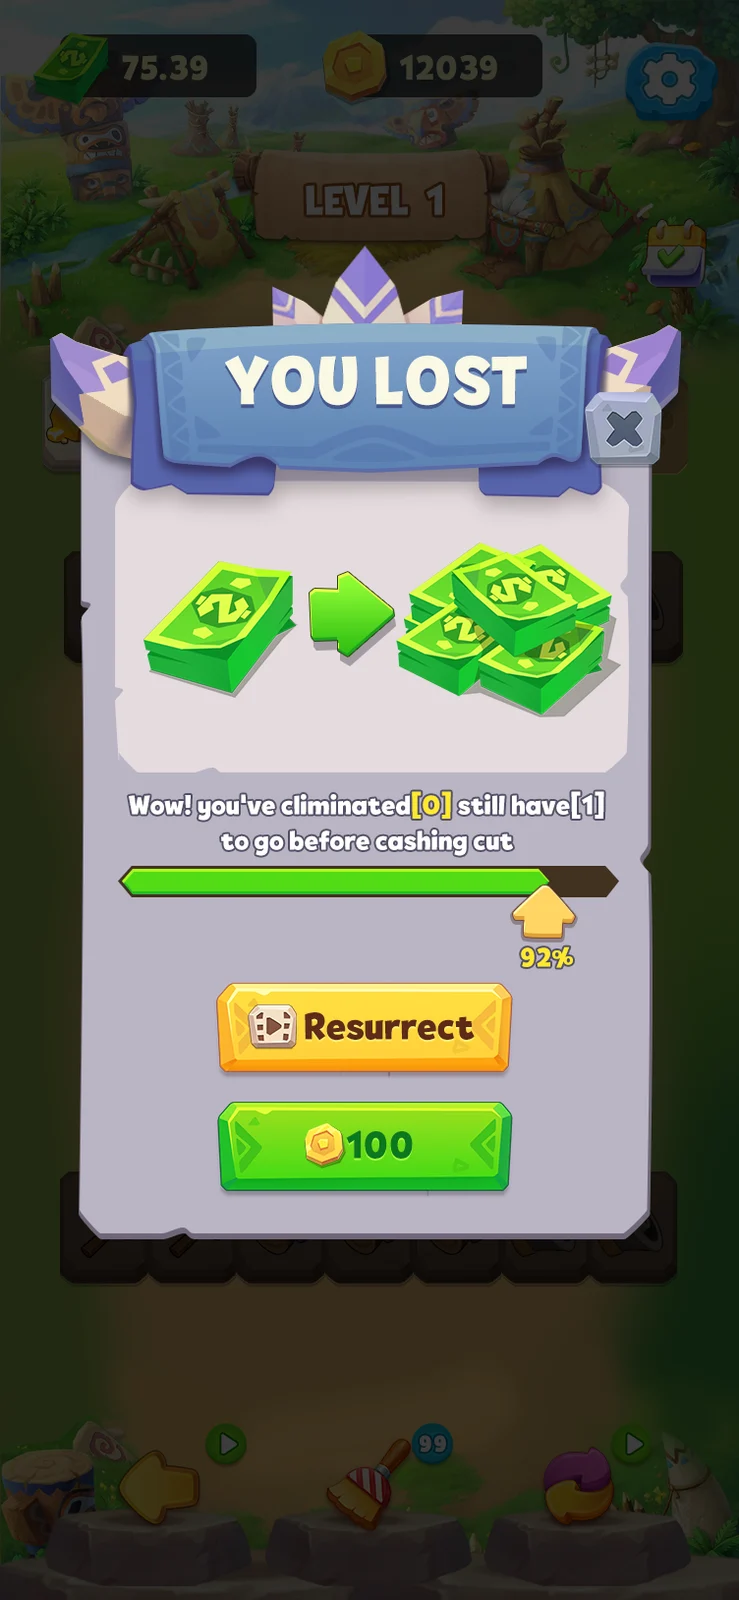 75.39
12039
LEVEL 1
YOU LOST
Wow! you've climinated[0] still have[1]
to go before cashing cut
92%
Resurrect
100
99